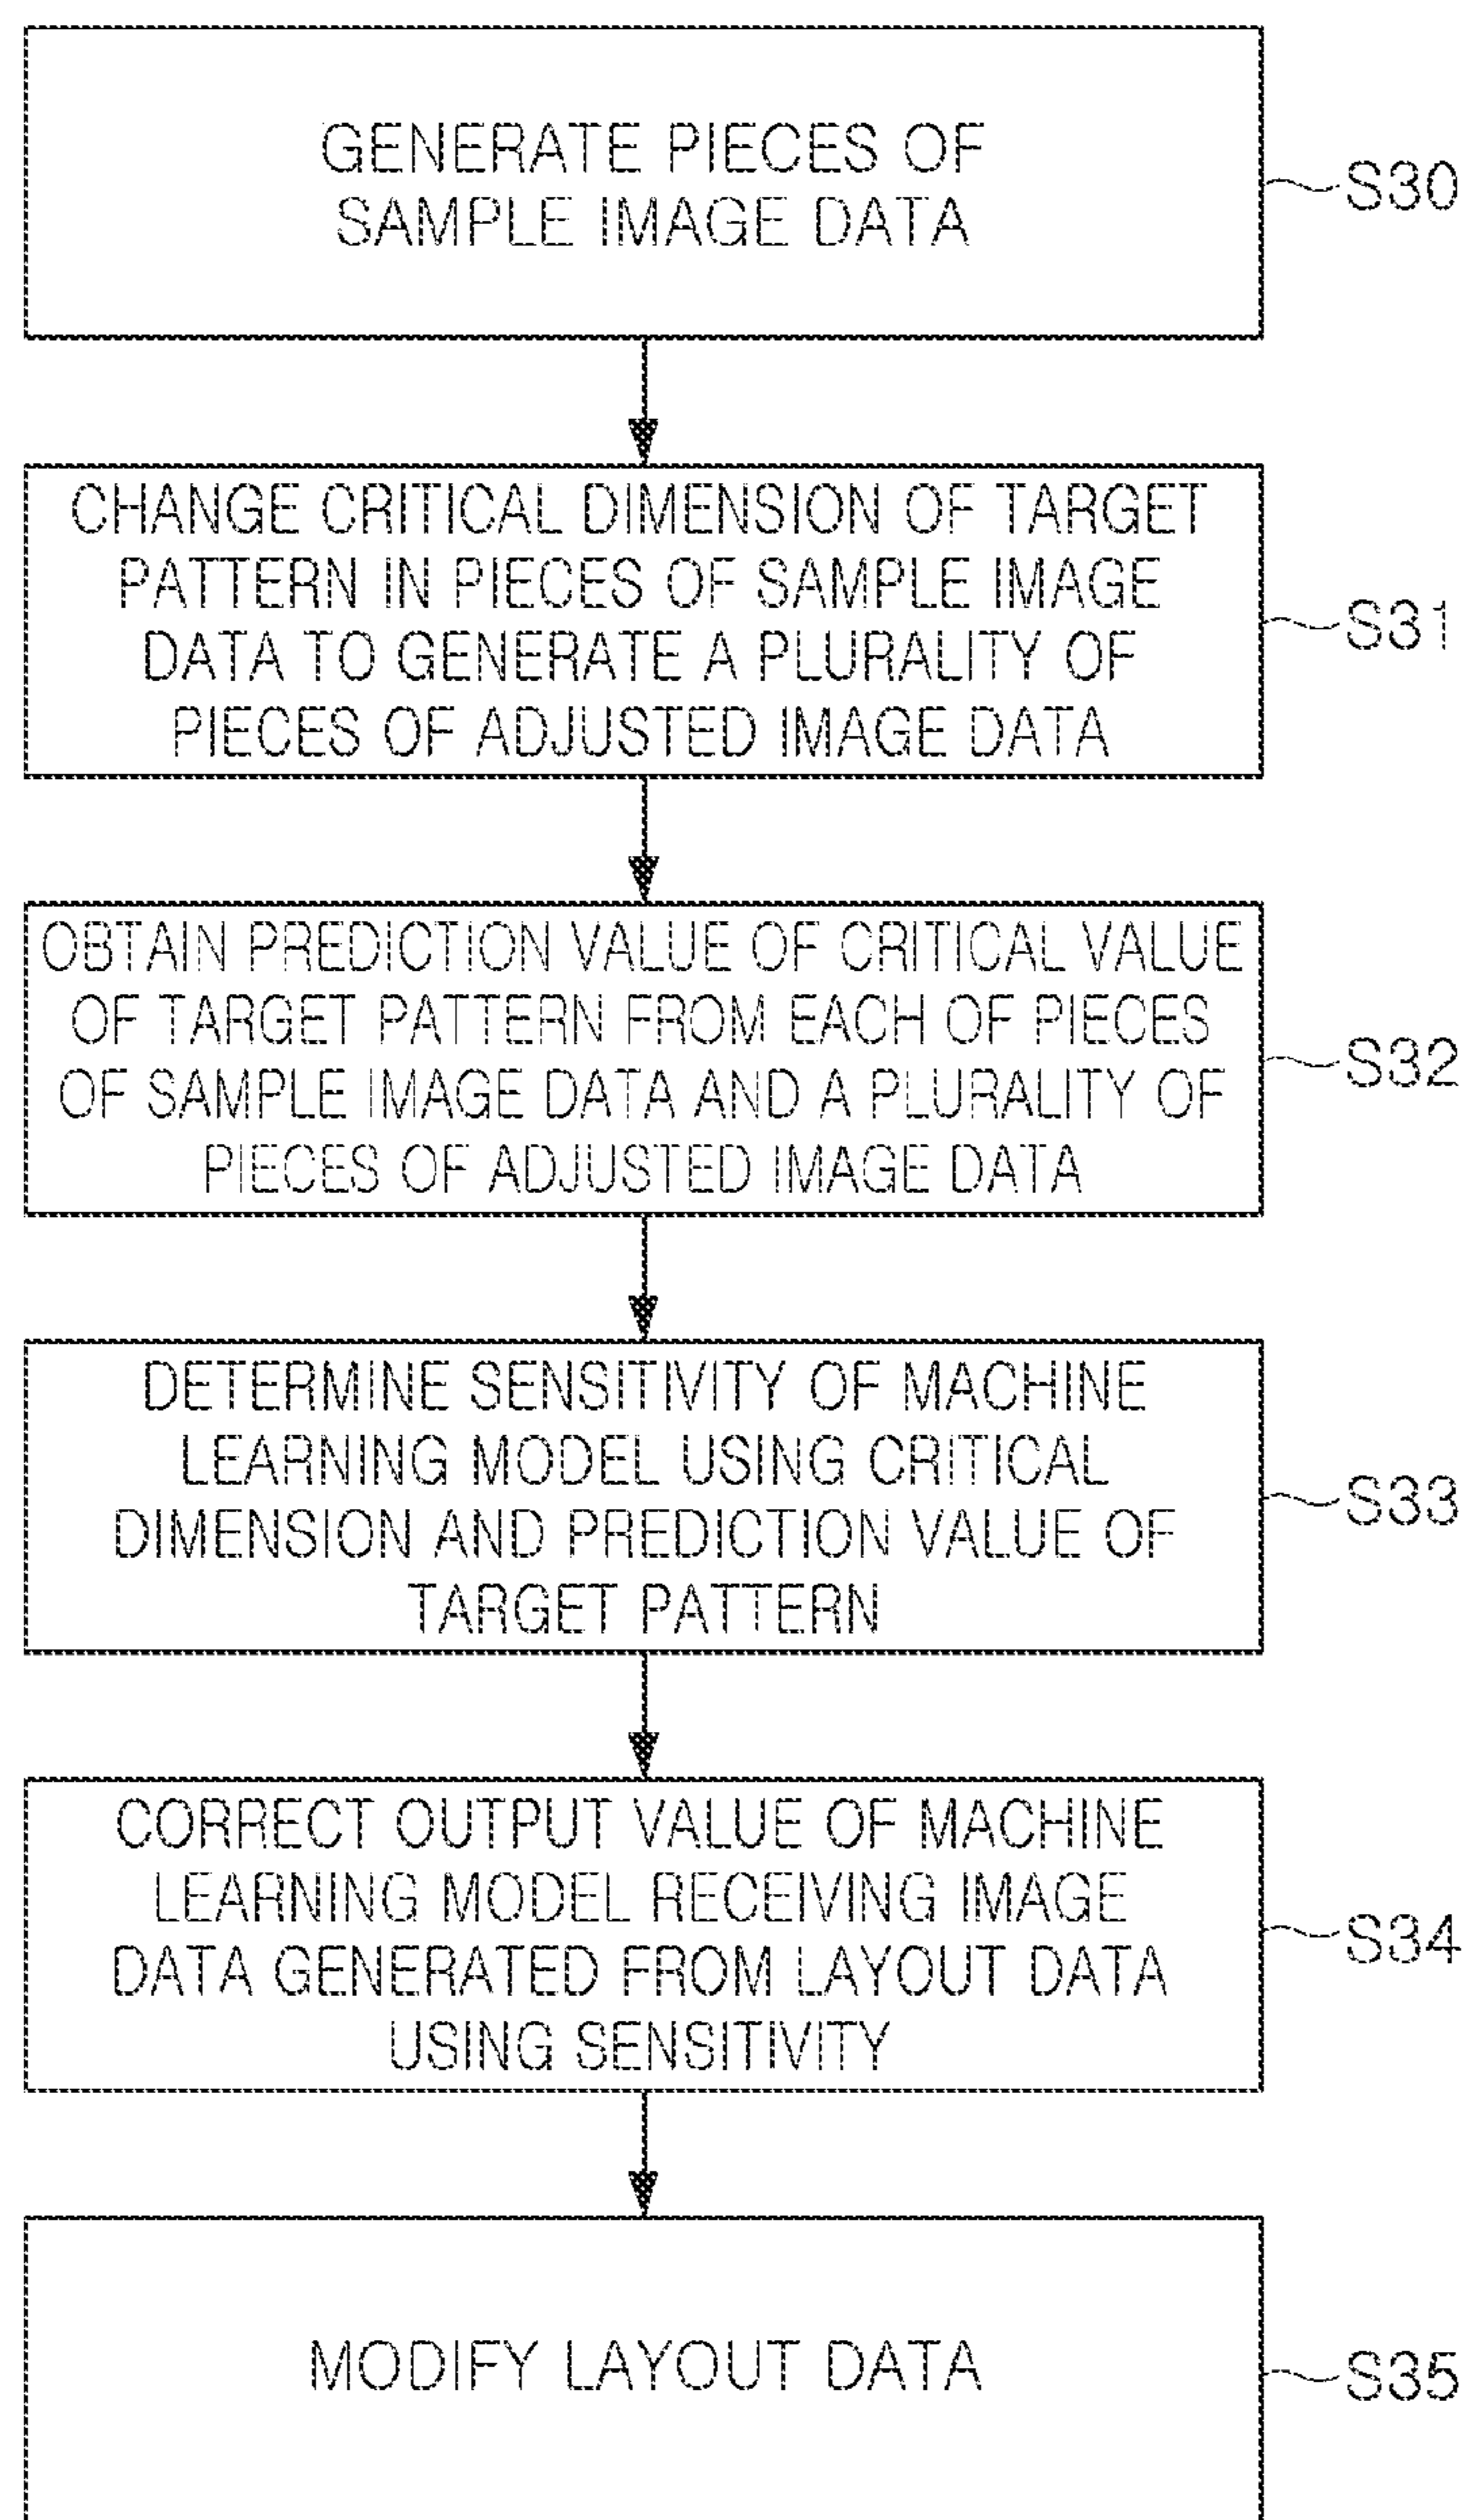 GENERATE PIECES OF
SAMPLE IMAGE DATA
S30
CHANGE CRITICAL DIMENSION OF TARGET
PATTERN IN PIECES OF SAMPLE IMAGE
DATA TO GENERATE A PLURALITY OF
PIECES OF ADJUSTED IMAGE DATA
S31
OBTAIN PREDICTION VALUE OF CRITICAL VALUE
OF TARGET PATTERN FROM EACH OF PIECES
OF SAMPLE IMAGE DATA AND A PLURALITY OF
PIECES OF ADJUSTED IMAGE DATA
S32
DETERMINE SENSITIVITY OF MACHINE
LEARNING MODEL USING CRITICAL
DIMENSION AND PREDICTION VALUE OF
TARGET PATTERN
S33
CORRECT OUTPUT VALUE OF MACHINE
LEARNING MODEL RECEIVING IMAGE
DATA GENERATED FROM LAYOUT DATA
USING SENSITIVITY
S34
MODIFY LAYOUT DATA
S35